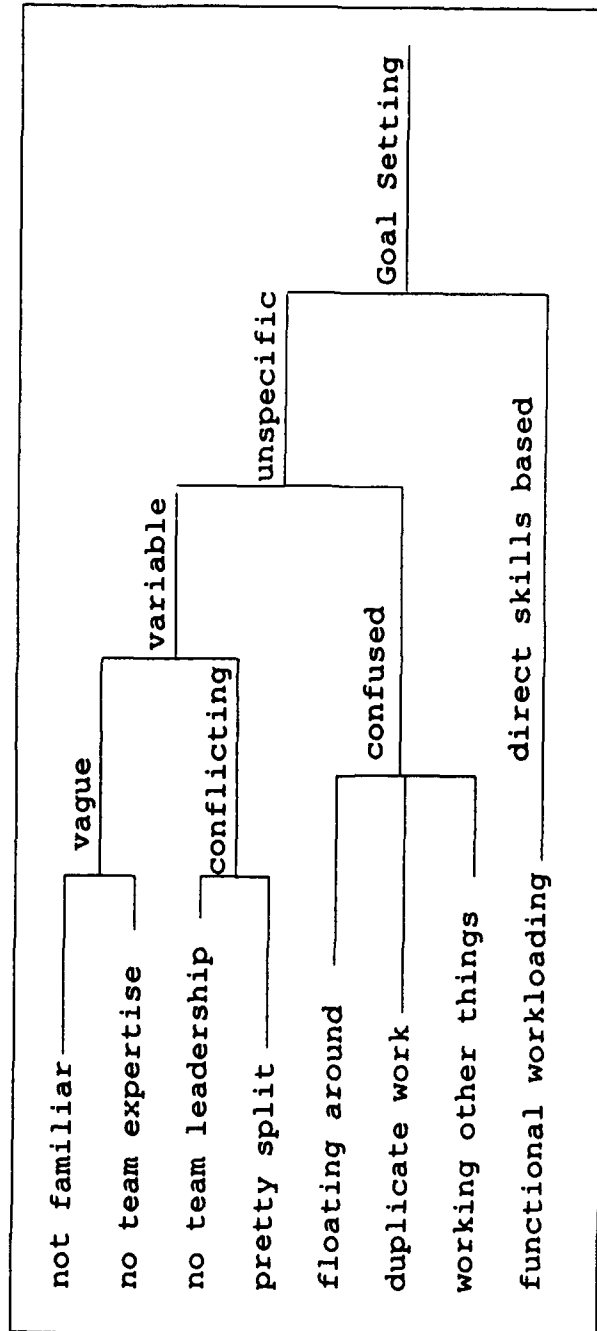 not familiar
no team expertise
no team leadership
pretty split
floating around
duplicate work
working other things
functional workloading
vague
conflicting
confused
direct skills based
variable
unspecific
Goal Setting